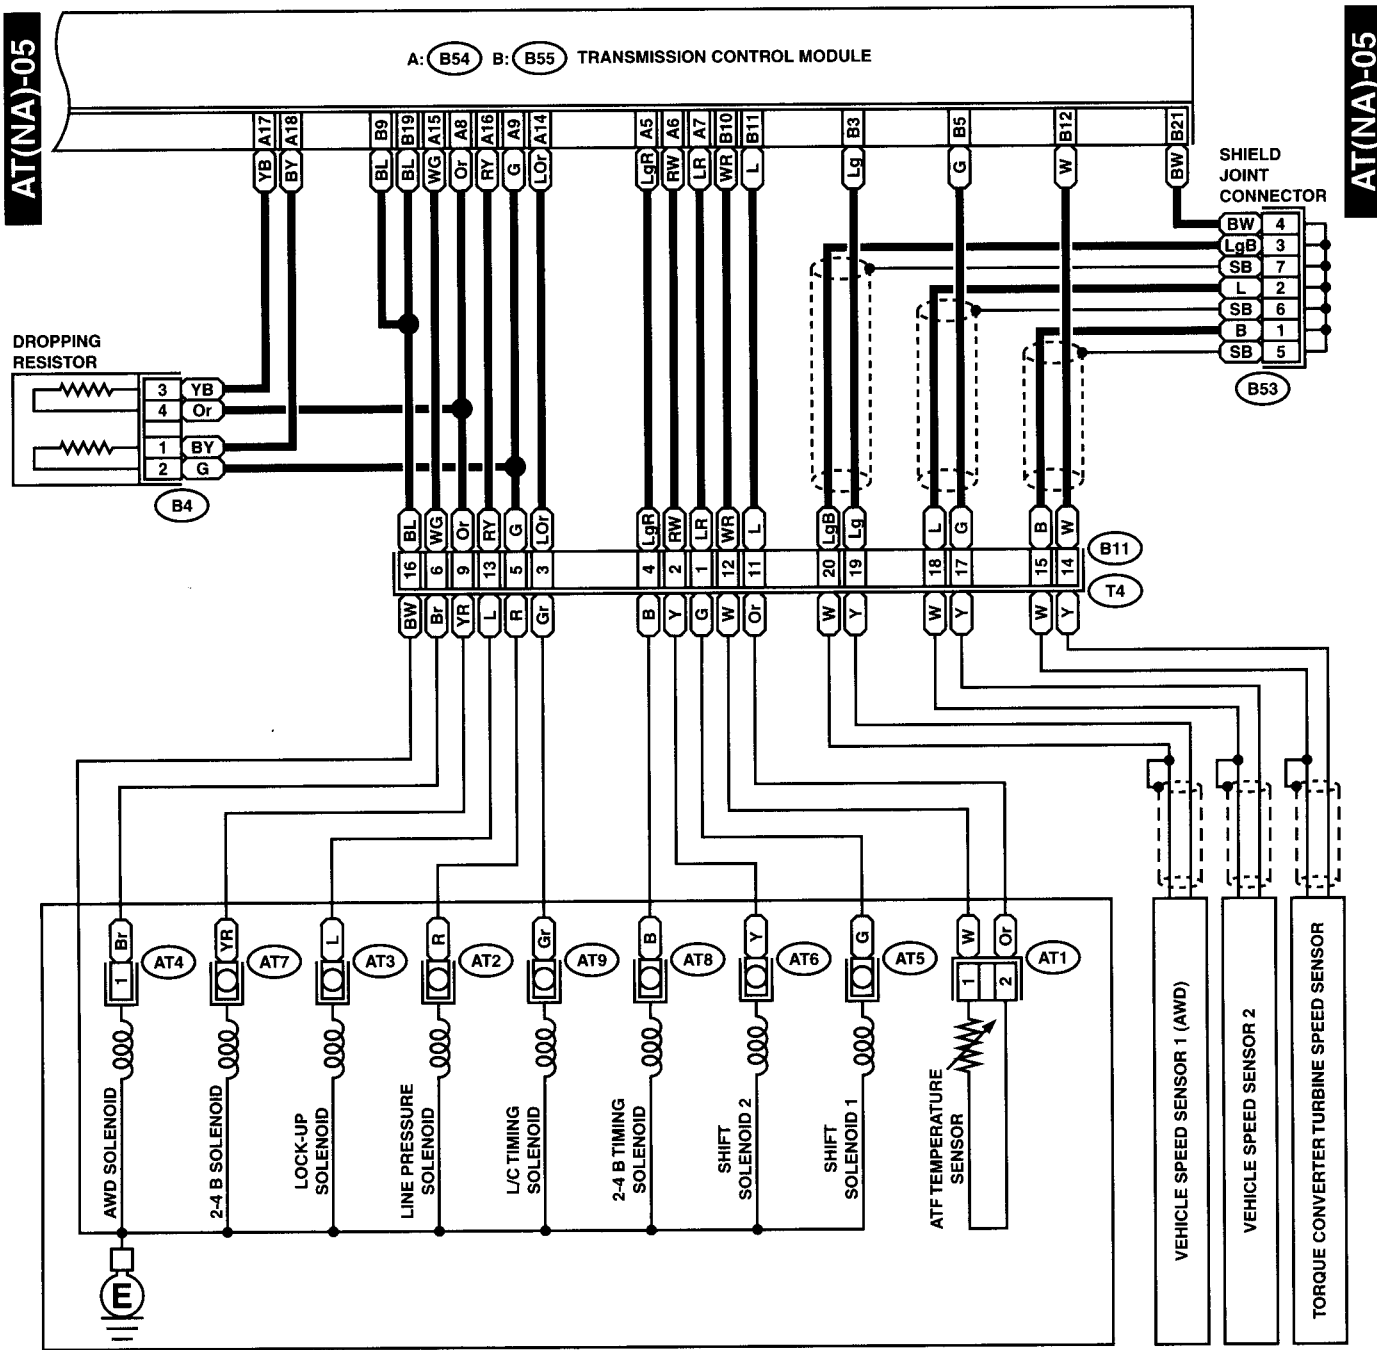 AT(NA)-05
AT(NA)-05
A: B54 B: B55 TRANSMISSION CONTROL MODULE
A17 A18 B9 B19 A15 A8 A16 A9 A14 A5 A6 A7 B10 B11 B3 B5 B12 B21
YB BY BL BL WG Or RY G LOr LgR RW LR WR L Lg G W BW
SHIELD
JOINT
CONNECTOR
BW 4
LgB 3
SB 7
L 2
SB 6
B 1
SB 5
B53
DROPPING
RESISTOR
3 YB
4 Or
1 BY
2 G
B4
BL WG Or RY G LOr LgR RW LR WR L LgB Lg L G B W
B11
16 6 9 13 5 3 4 2 1 12 11 20 19 18 17 15 14
T4
BW Br YR L R Gr B Y G W Or W Y W Y W Y
Br YR L R Gr B Y G W Or
1 AT4 AT7 AT3 AT2 AT9 AT8 AT6 AT5 1 2 AT1
AWD SOLENOID
2-4 B SOLENOID
LOCK-UP
SOLENOID
LINE PRESSURE
SOLENOID
L/C TIMING
SOLENOID
2-4 B TIMING
SOLENOID
SHIFT
SOLENOID 2
SHIFT
SOLENOID 1
ATF TEMPERATURE
SENSOR
VEHICLE SPEED SENSOR 1 (AWD)
VEHICLE SPEED SENSOR 2
TORQUE CONVERTER TURBINE SPEED SENSOR
E